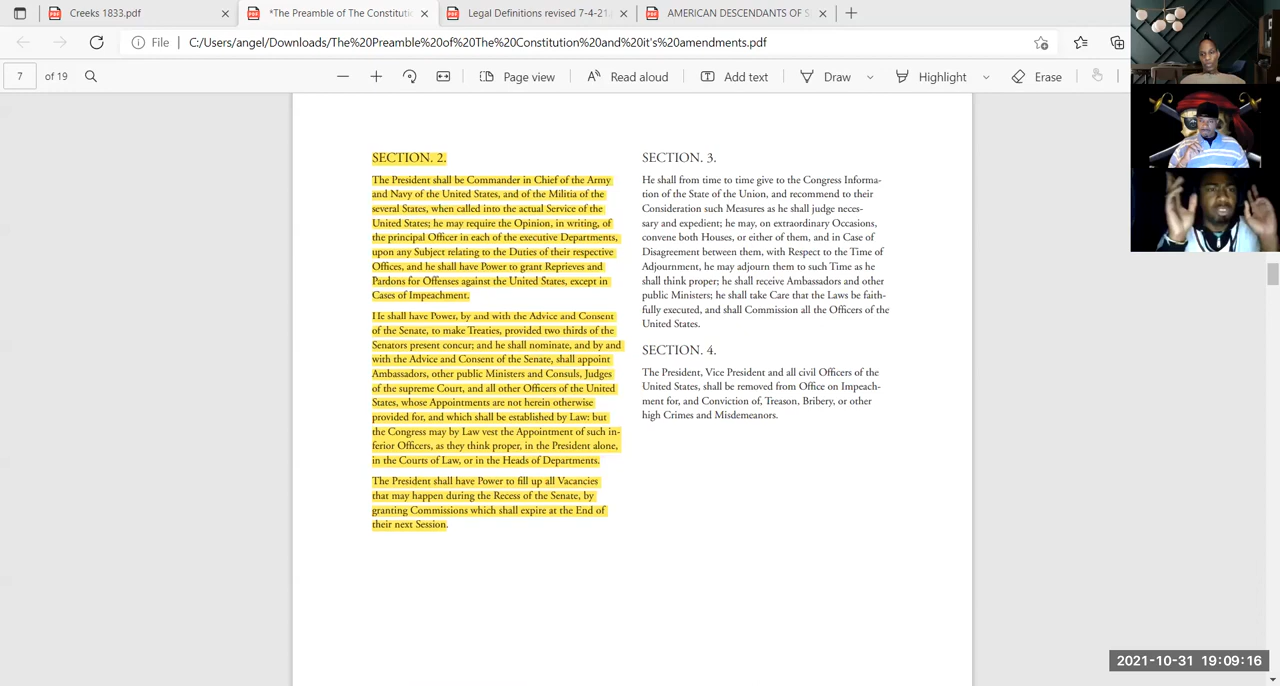 Creeks 1833.pdf
*The Preamble of The Constitutio
Legal Definitions revised 7-4-21.
AMERICAN DESCENDANTS OF S
File
C:/Users/angel/Downloads/The%20Preamble%20of%20The%20Constitution%20and%20it's%20amendments.pdf
7 of 19
Page view
Read aloud
Add text
Draw
Highlight
Erase
SECTION. 2.
The President shall be Commander in Chief of the Army
and Navy of the United States, and of the Militia of the
several States, when called into the actual Service of the
United States; he may require the Opinion, in writing, of
the principal Officer in each of the executive Departments,
upon any Subject relating to the Duties of their respective
Offices, and he shall have Power to grant Reprieves and
Pardons for Offenses against the United States, except in
Cases of Impeachment.
He shall have Power, by and with the Advice and Consent
of the Senate, to make Treaties, provided two thirds of the
Senators present concur; and he shall nominate, and by and
with the Advice and Consent of the Senate, shall appoint
Ambassadors, other public Ministers and Consuls, Judges
of the supreme Court, and all other Officers of the United
States, whose Appointments are not herein otherwise
provided for, and which shall be established by Law: but
the Congress may by Law vest the Appointment of such in-
ferior Officers, as they think proper, in the President alone,
in the Courts of Law, or in the Heads of Departments.
The President shall have Power to fill up all Vacancies
that may happen during the Recess of the Senate, by
granting Commissions which shall expire at the End of
their next Session.
SECTION. 3.
He shall from time to time give to the Congress Informa-
tion of the State of the Union, and recommend to their
Consideration such Measures as he shall judge neces-
sary and expedient; he may, on extraordinary Occasions,
convene both Houses, or either of them, and in Case of
Disagreement between them, with Respect to the Time of
Adjournment, he may adjourn them to such Time as he
shall think proper; he shall receive Ambassadors and other
public Ministers; he shall take Care that the Laws be faith-
fully executed, and shall Commission all the Officers of the
United States.
SECTION. 4.
The President, Vice President and all civil Officers of the
United States, shall be removed from Office on Impeach-
ment for, and Conviction of, Treason, Bribery, or other
high Crimes and Misdemeanors.
2021-10-31 19:09:16